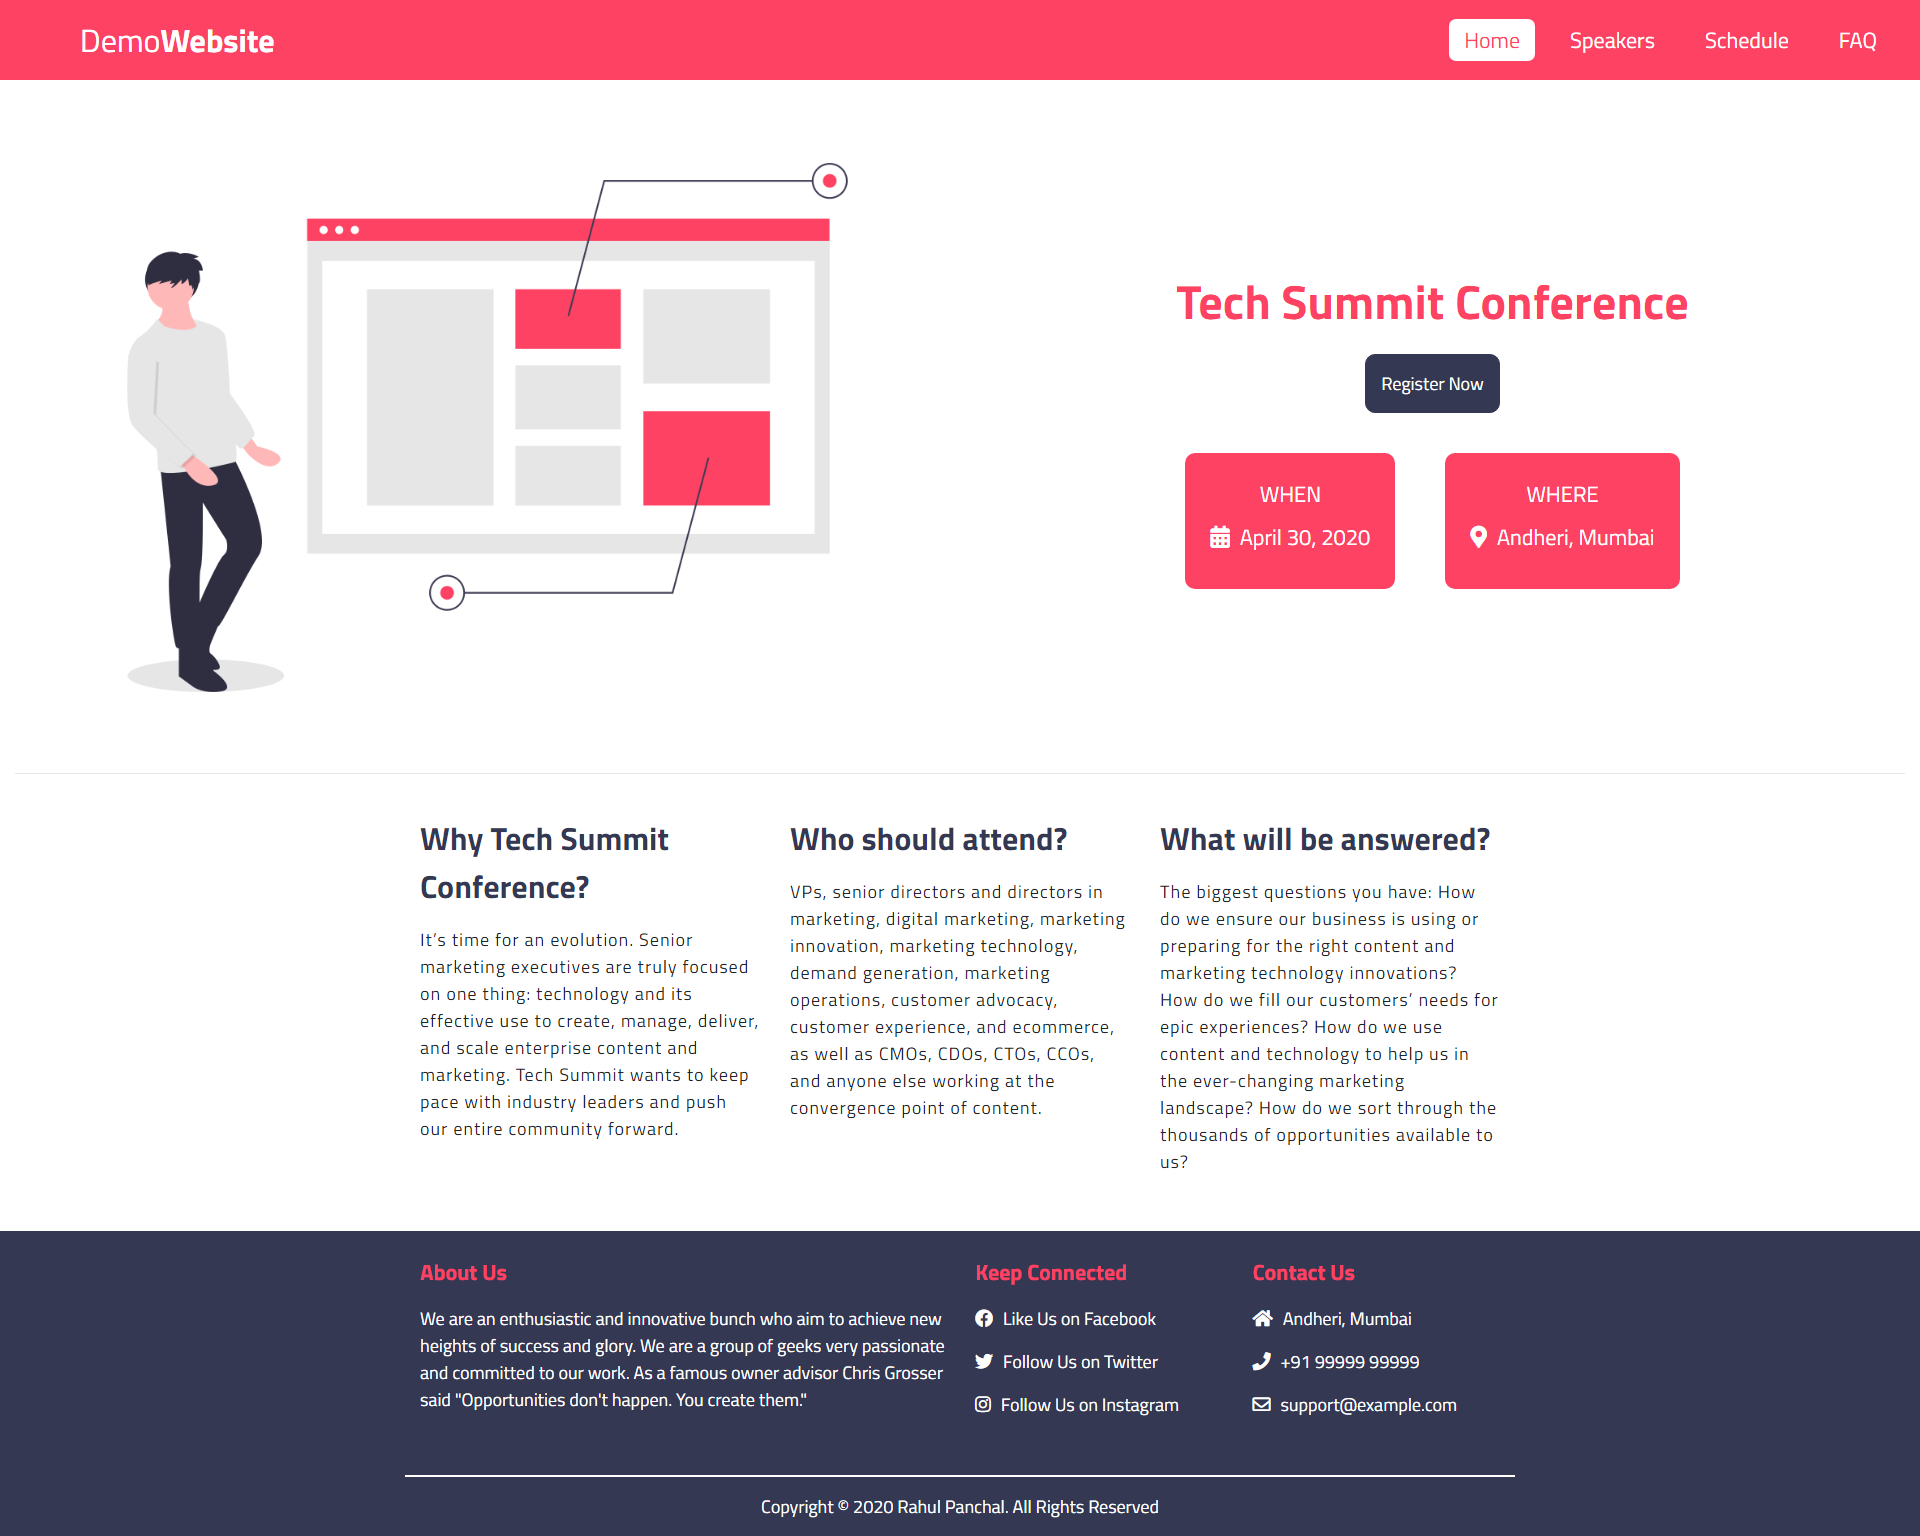 DemoWebsite
Home
Speakers
Schedule
FAQ
Tech Summit Conference
Register Now
WHEN
April 30, 2020
WHERE
Andheri, Mumbai
Why Tech Summit
Conference?
It’s time for an evolution. Senior
marketing executives are truly focused
on one thing: technology and its
effective use to create, manage, deliver,
and scale enterprise content and
marketing. Tech Summit wants to keep
pace with industry leaders and push
our entire community forward.
Who should attend?
VPs, senior directors and directors in
marketing, digital marketing, marketing
innovation, marketing technology,
demand generation, marketing
operations, customer advocacy,
customer experience, and ecommerce,
as well as CMOs, CDOs, CTOs, CCOs,
and anyone else working at the
convergence point of content.
What will be answered?
The biggest questions you have: How
do we ensure our business is using or
preparing for the right content and
marketing technology innovations?
How do we fill our customers’ needs for
epic experiences? How do we use
content and technology to help us in
the ever-changing marketing
landscape? How do we sort through the
thousands of opportunities available to
us?
About Us
We are an enthusiastic and innovative bunch who aim to achieve new
heights of success and glory. We are a group of geeks very passionate
and committed to our work. As a famous owner advisor Chris Grosser
said "Opportunities don't happen. You create them."
Keep Connected
Like Us on Facebook
Follow Us on Twitter
Follow Us on Instagram
Contact Us
Andheri, Mumbai
+91 99999 99999
support@example.com
Copyright © 2020 Rahul Panchal. All Rights Reserved